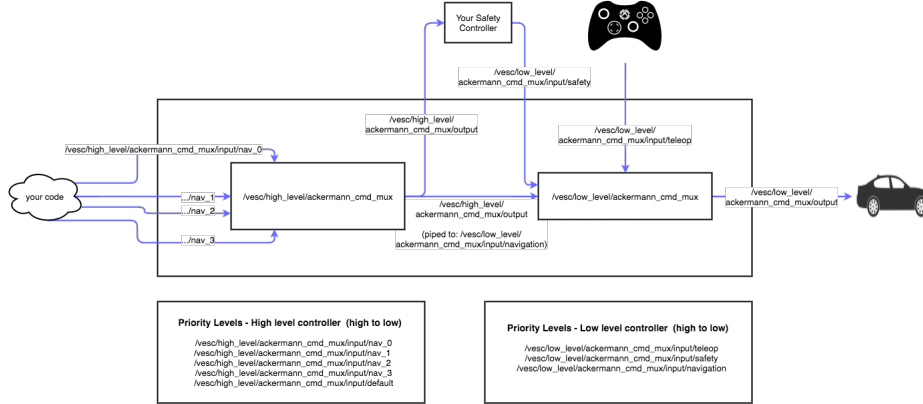 Your Safety
Controller
/vesc/low_level/
ackermann_cmd_mux/input/safety
/vesc/high_level/
ackermann_cmd_mux/output
/vesc/low_level/
ackermann_cmd_mux/input/teleop
/vesc/high_level/ackermann_cmd_mux/input/nav_0
your code
.../nav_1
.../nav_2
.../nav_3
/vesc/high_level/ackermann_cmd_mux
/vesc/high_level/
ackermann_cmd_mux/output
(piped to: /vesc/low_level/
ackermann_cmd_mux/input/navigation)
/vesc/low_level/ackermann_cmd_mux
/vesc/low_level/
ackermann_cmd_mux/output
Priority Levels - High level controller (high to low)
/vesc/high_level/ackermann_cmd_mux/input/nav_0
/vesc/high_level/ackermann_cmd_mux/input/nav_1
/vesc/high_level/ackermann_cmd_mux/input/nav_2
/vesc/high_level/ackermann_cmd_mux/input/nav_3
/vesc/high_level/ackermann_cmd_mux/input/default
Priority Levels - Low level controller (high to low)
/vesc/low_level/ackermann_cmd_mux/input/teleop
/vesc/low_level/ackermann_cmd_mux/input/safety
/vesc/low_level/ackermann_cmd_mux/input/navigation